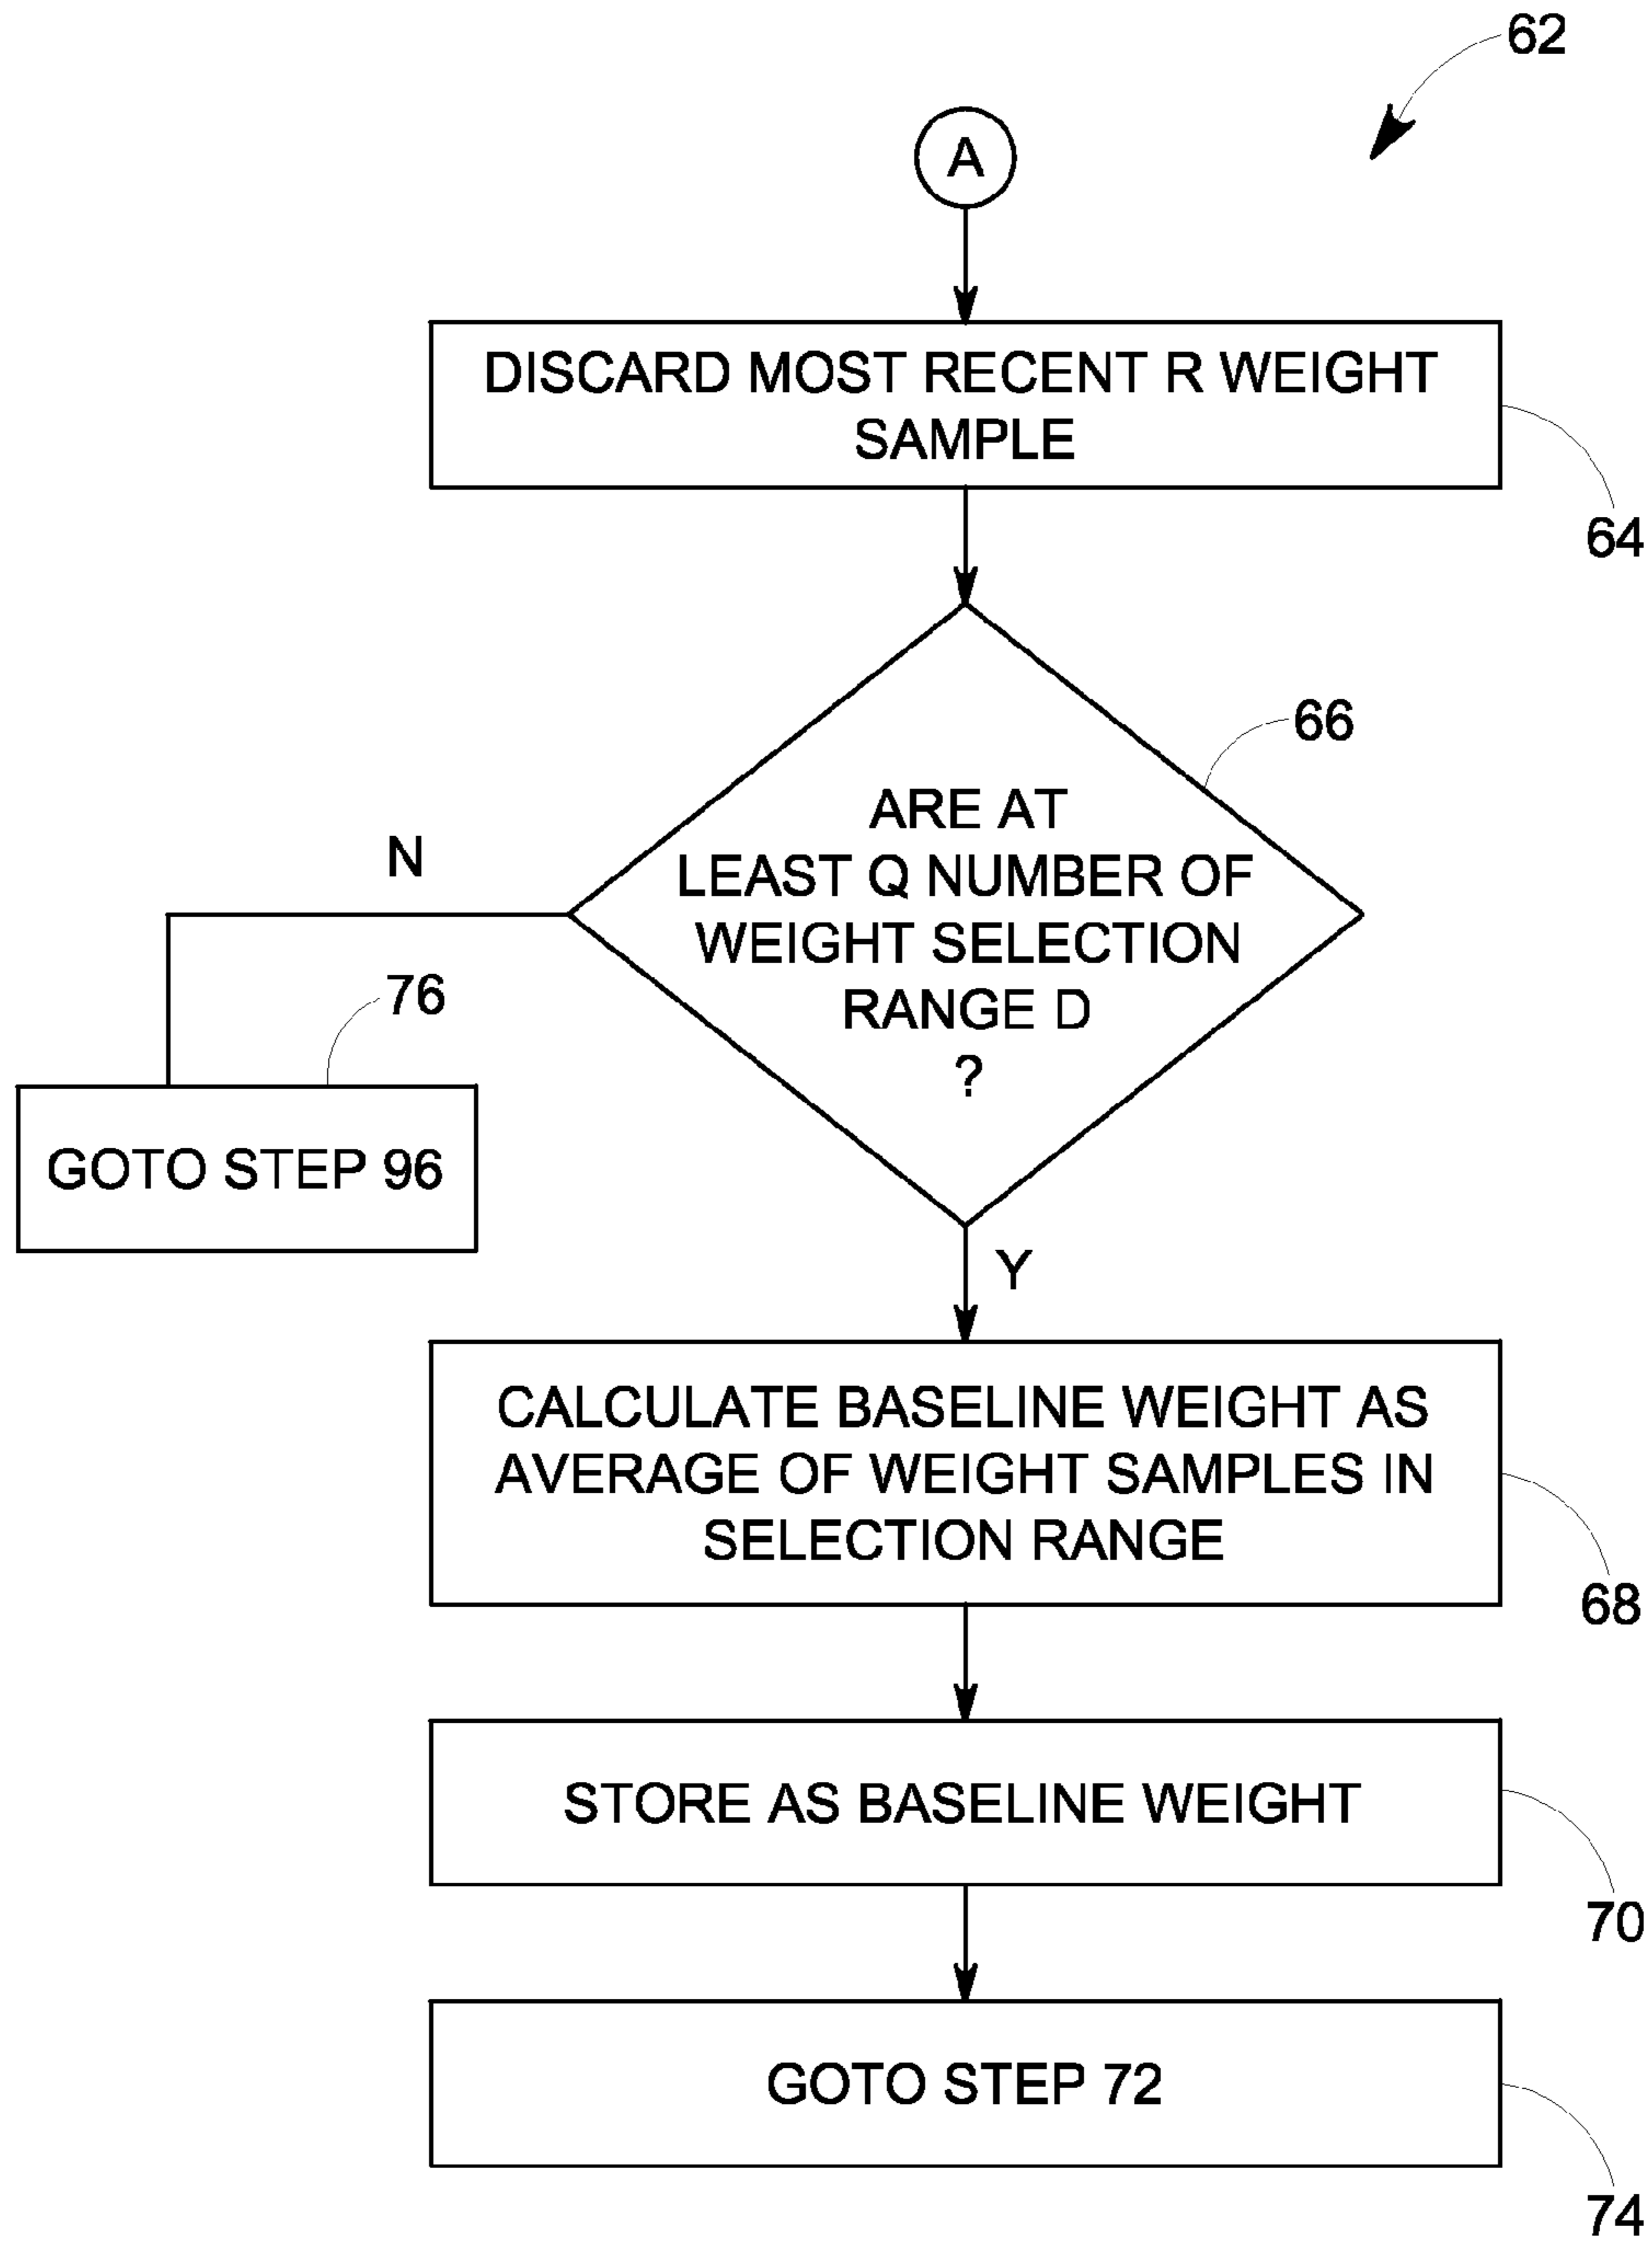 62
A
DISCARD MOST RECENT R WEIGHT
SAMPLE
64
66
ARE AT
LEAST Q NUMBER OF
WEIGHT SELECTION
RANGE D
?
N
76
GOTO STEP 96
Y
CALCULATE BASELINE WEIGHT AS
AVERAGE OF WEIGHT SAMPLES IN
SELECTION RANGE
68
STORE AS BASELINE WEIGHT
70
GOTO STEP 72
74